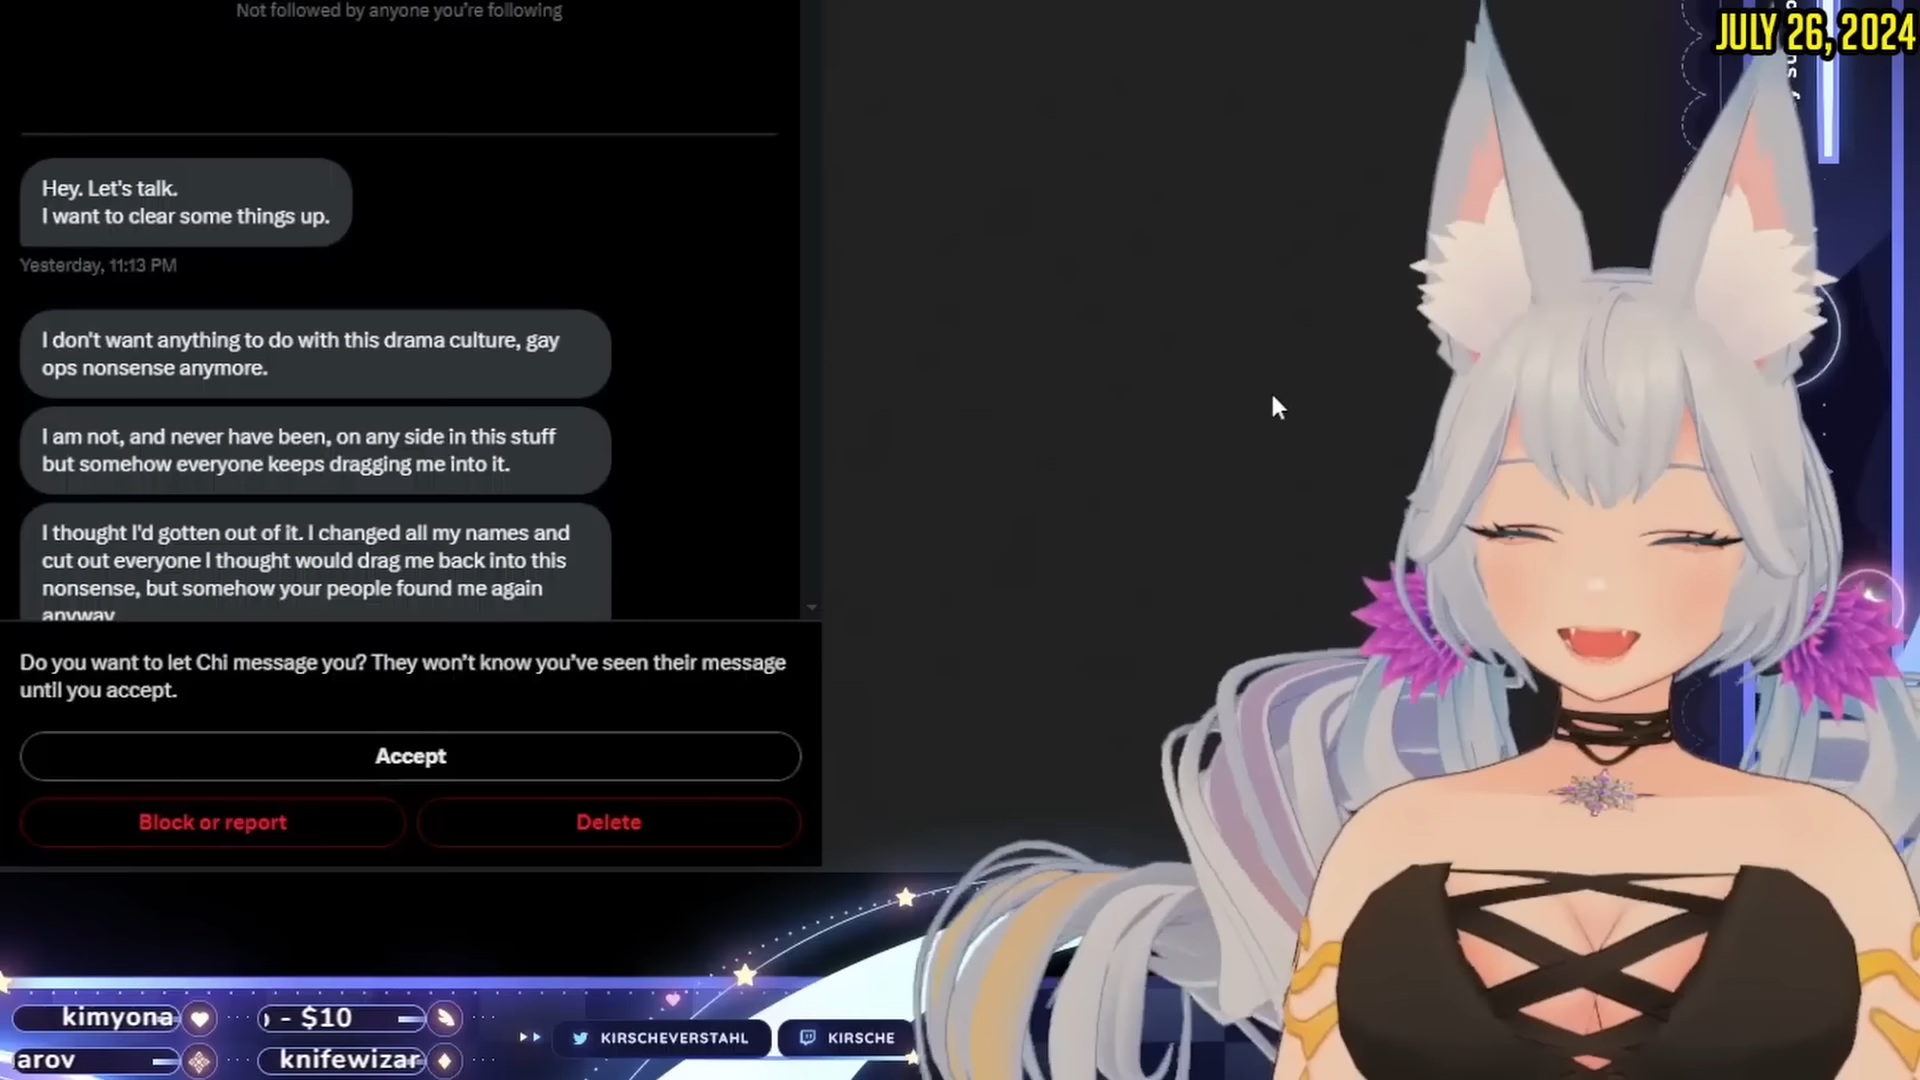 Not followed by anyone you're following
JULY 26, 2024
Hey. Let's talk.
I want to clear some things up.
Yesterday, 11:13 PM
I don't want anything to do with this drama culture, gay
ops nonsense anymore.
I am not, and never have been, on any side in this stuff
but somehow everyone keeps dragging me into it.
I thought I'd gotten out of it. I changed all my names and
cut out everyone I thought would drag me back into this
nonsense, but somehow your people found me again
anyway
Do you want to let Chi message you? They won't know you've seen their message
until you accept.
Accept
Block or report
Delete
kimyona
- $10
KIRSCHEVERSTAHL
KIRSCHE
arov
knifewizar